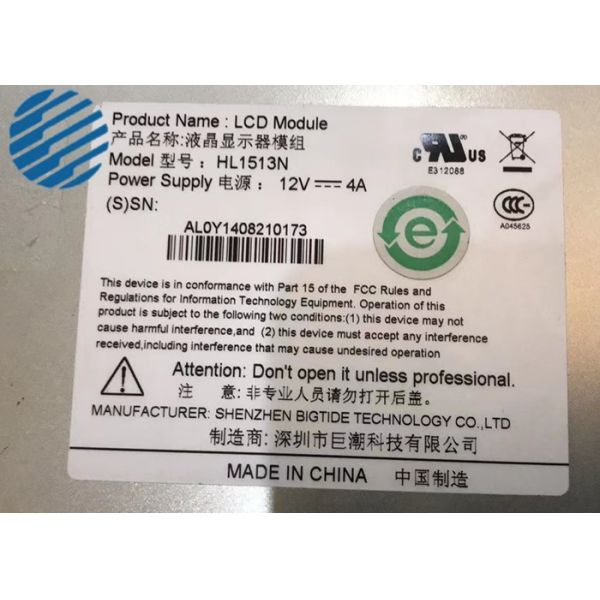 Product Name : LCD Module
产品名称:液晶显示器模组
Model 型号 : HL1513N
Power Supply 电源 : 12V⎓4A
(S)SN:
AL0Y1408210173
c RU US
E312088
CCC
A045625
e
This device is in conformance with Part 15 of the FCC Rules and
Regulations for Information Technology Equipment. Operation of this
product is subject to the following two conditions:(1) this device may not
cause harmful interference,and (2) this device must accept any interference
received,including interference that may cause undesired operation
Attention: Don't open it unless professional.
注 意: 非专业人员请勿打开后盖。
MANUFACTURER: SHENZHEN BIGTIDE TECHNOLOGY CO.,LTD
制造商: 深圳市巨潮科技有限公司
MADE IN CHINA 中国制造